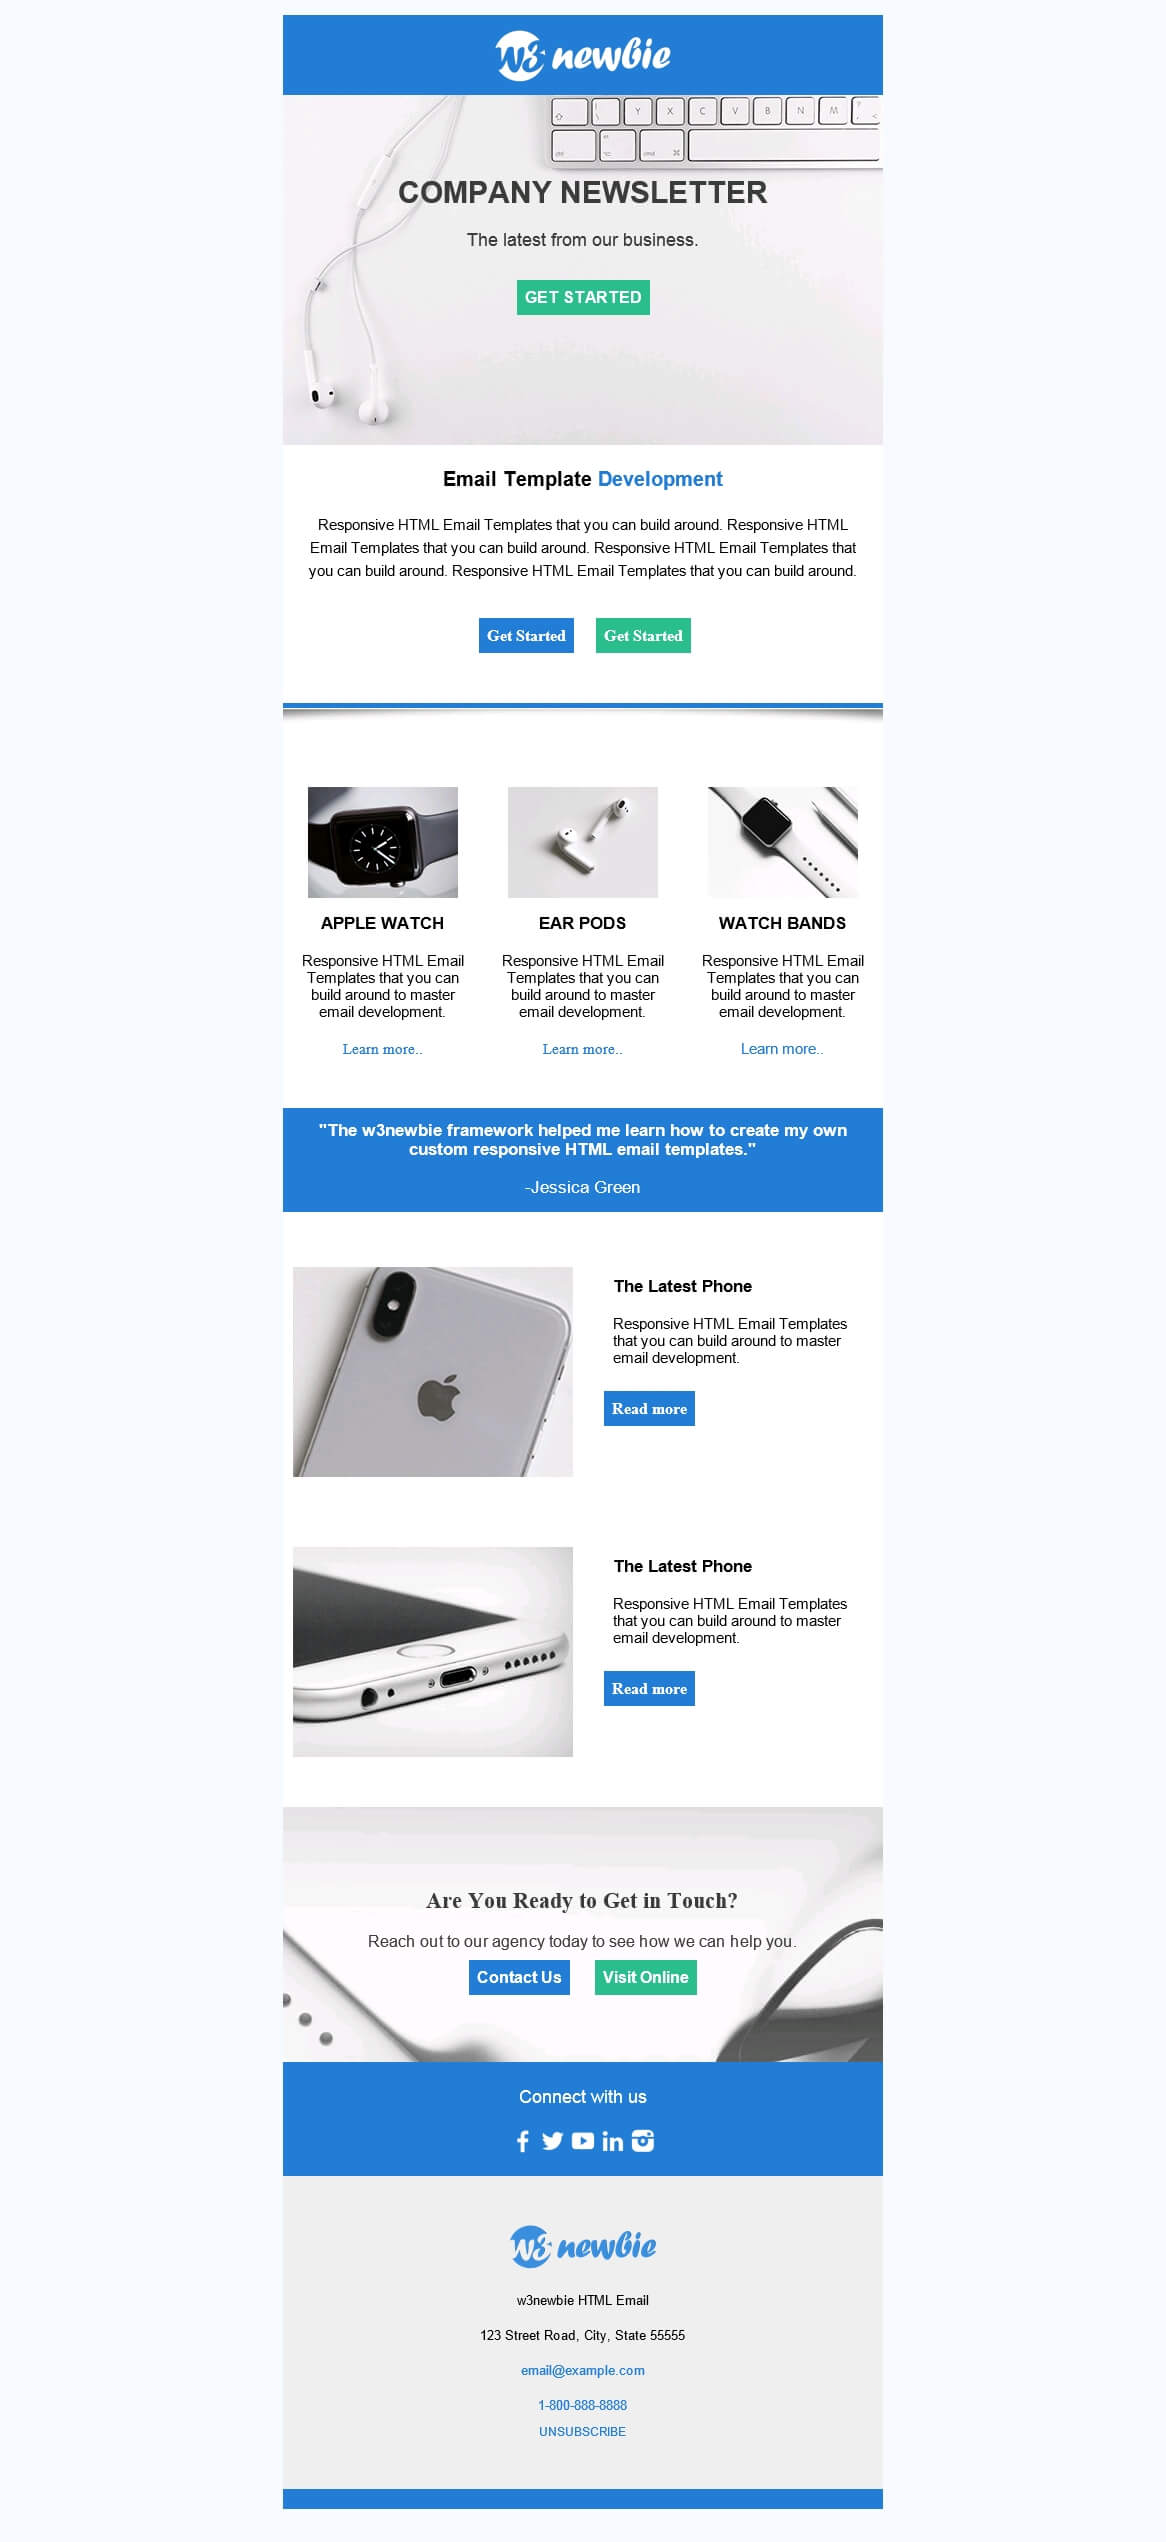 w3 newbie
Y X C V B N M
ctrl
alt
cmd
COMPANY NEWSLETTER
The latest from our business.
GET STARTED
Email Template Development
Responsive HTML Email Templates that you can build around. Responsive HTML
Email Templates that you can build around. Responsive HTML Email Templates that
you can build around. Responsive HTML Email Templates that you can build around.
Get Started
Get Started
APPLE WATCH
Responsive HTML Email
Templates that you can
build around to master
email development.
Learn more..
EAR PODS
Responsive HTML Email
Templates that you can
build around to master
email development.
Learn more..
WATCH BANDS
Responsive HTML Email
Templates that you can
build around to master
email development.
Learn more..
"The w3newbie framework helped me learn how to create my own
custom responsive HTML email templates."
-Jessica Green
The Latest Phone
Responsive HTML Email Templates
that you can build around to master
email development.
Read more
The Latest Phone
Responsive HTML Email Templates
that you can build around to master
email development.
Read more
Are You Ready to Get in Touch?
Reach out to our agency today to see how we can help you.
Contact Us
Visit Online
Connect with us
w3 newbie
w3newbie HTML Email
123 Street Road, City, State 55555
email@example.com
1-800-888-8888
UNSUBSCRIBE